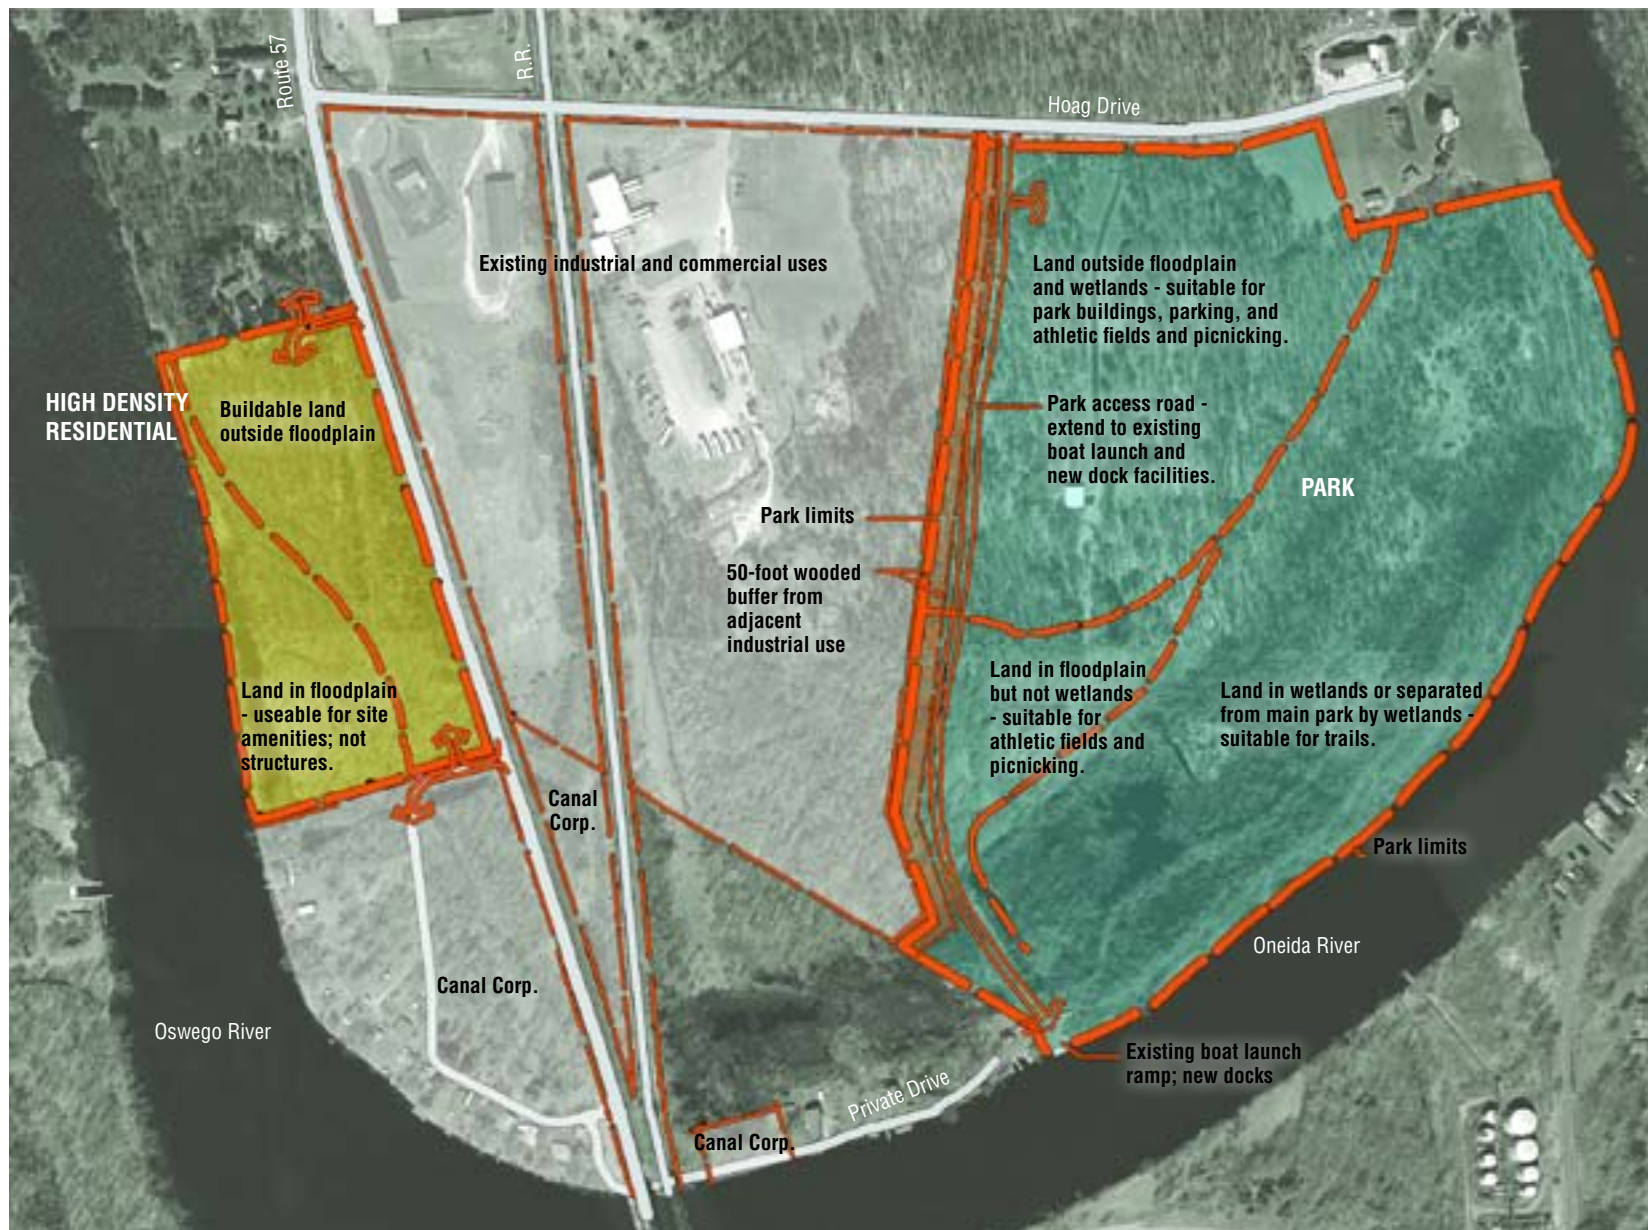 Route 57
R.R.
Hoag Drive
Existing industrial and commercial uses
Land outside floodplain
and wetlands - suitable for
park buildings, parking, and
athletic fields and picnicking.
HIGH DENSITY
RESIDENTIAL
Buildable land
outside floodplain
Park access road -
extend to existing
boat launch and
new dock facilities.
PARK
Park limits
50-foot wooded
buffer from
adjacent
industrial use
Land in floodplain
- useable for site
amenities; not
structures.
Land in floodplain
but not wetlands
- suitable for
athletic fields and
picnicking.
Land in wetlands or separated
from main park by wetlands -
suitable for trails.
Canal
Corp.
Park limits
Oneida River
Canal Corp.
Oswego River
Existing boat launch
ramp; new docks
Private Drive
Canal Corp.